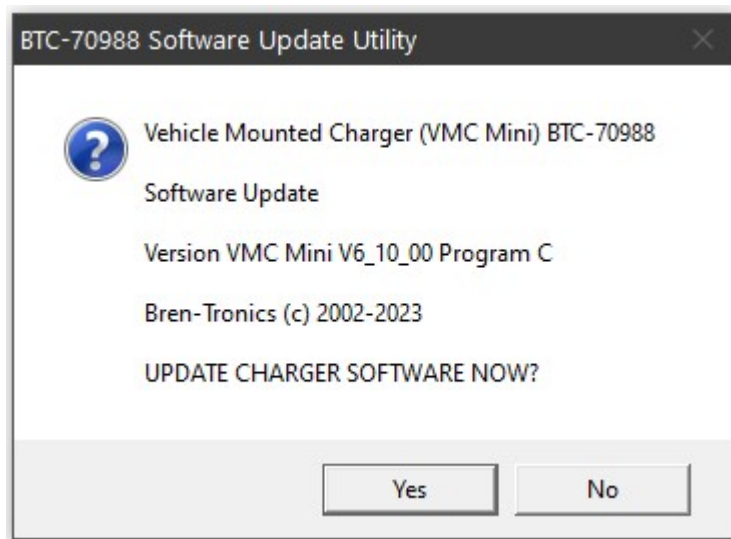 BTC-70988 Software Update Utility
Vehicle Mounted Charger (VMC Mini) BTC-70988
Software Update
Version VMC Mini V6_10_00 Program C
Bren-Tronics (c) 2002-2023
UPDATE CHARGER SOFTWARE NOW?
Yes
No